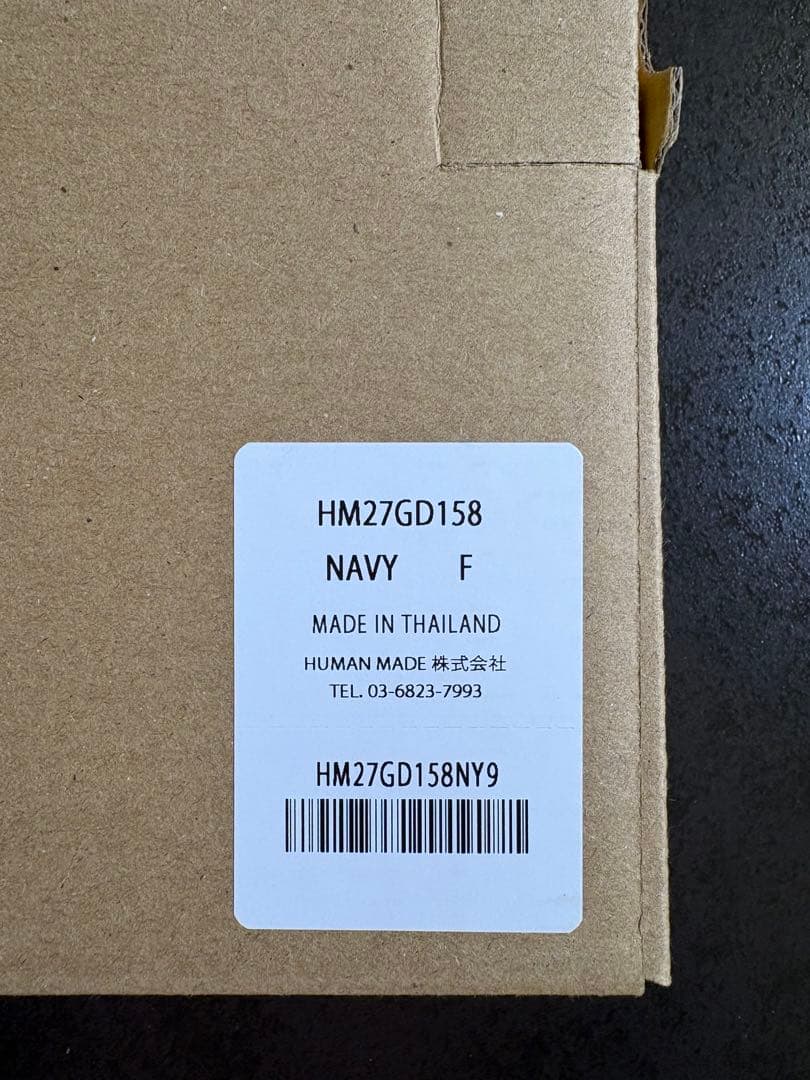 HM27GD158
NAVY F
MADE IN THAILAND
HUMAN MADE 株式会社
TEL. 03-6823-7993
HM27GD158NY9